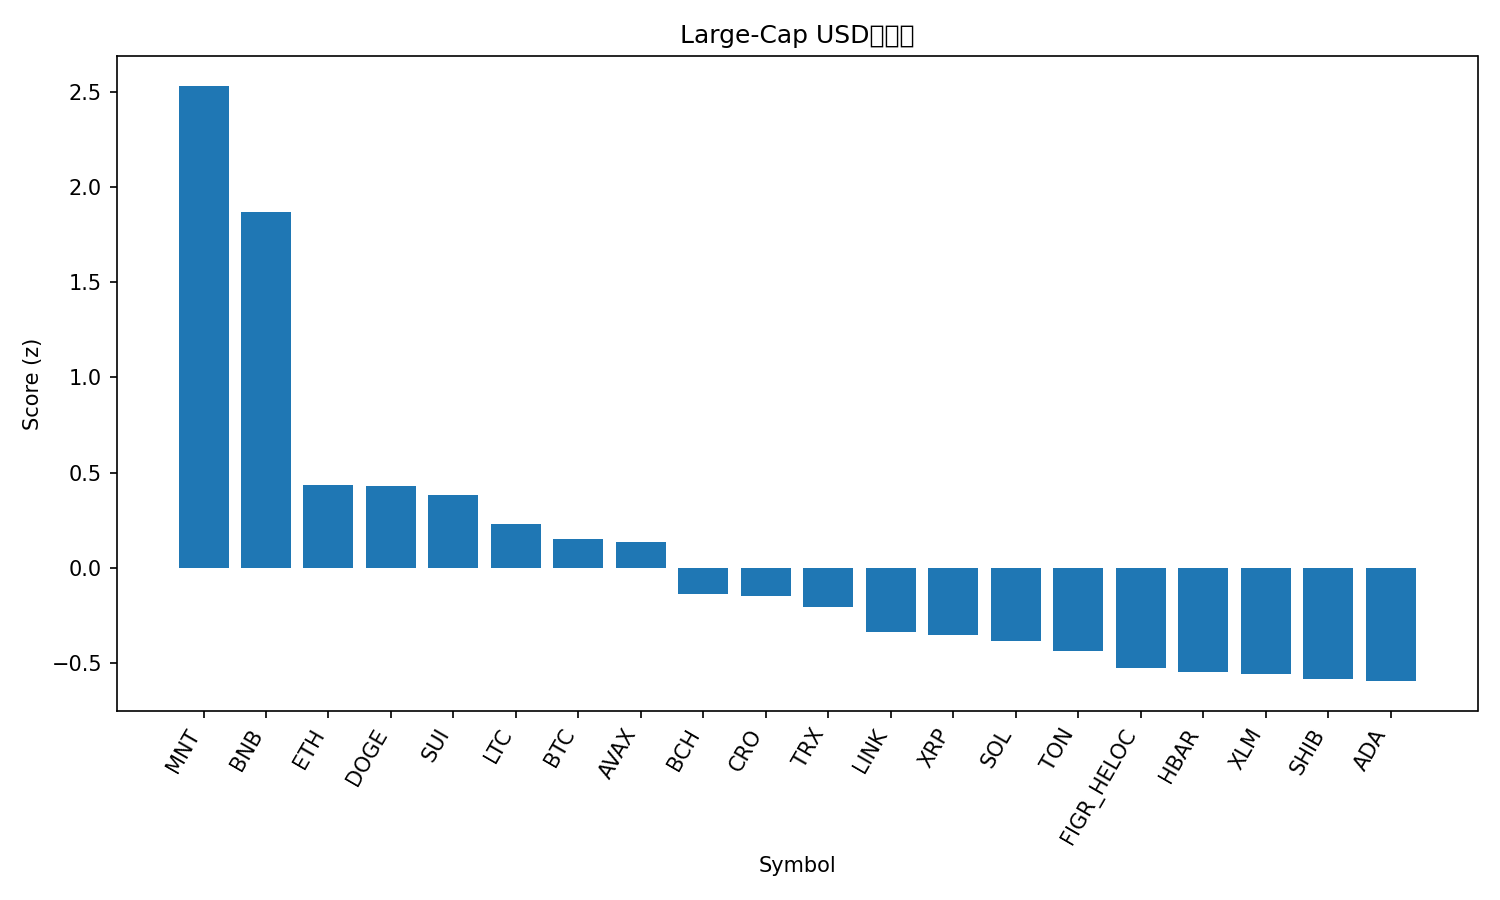 Large-Cap USD
2.5
2.0
1.5
1.0
0.5
0.0
−0.5
Score (z)
MNT
BNB
ETH
DOGE
SUI
LTC
BTC
AVAX
BCH
CRO
TRX
LINK
XRP
SOL
TON
FIGR_HELOC
HBAR
XLM
SHIB
ADA
Symbol